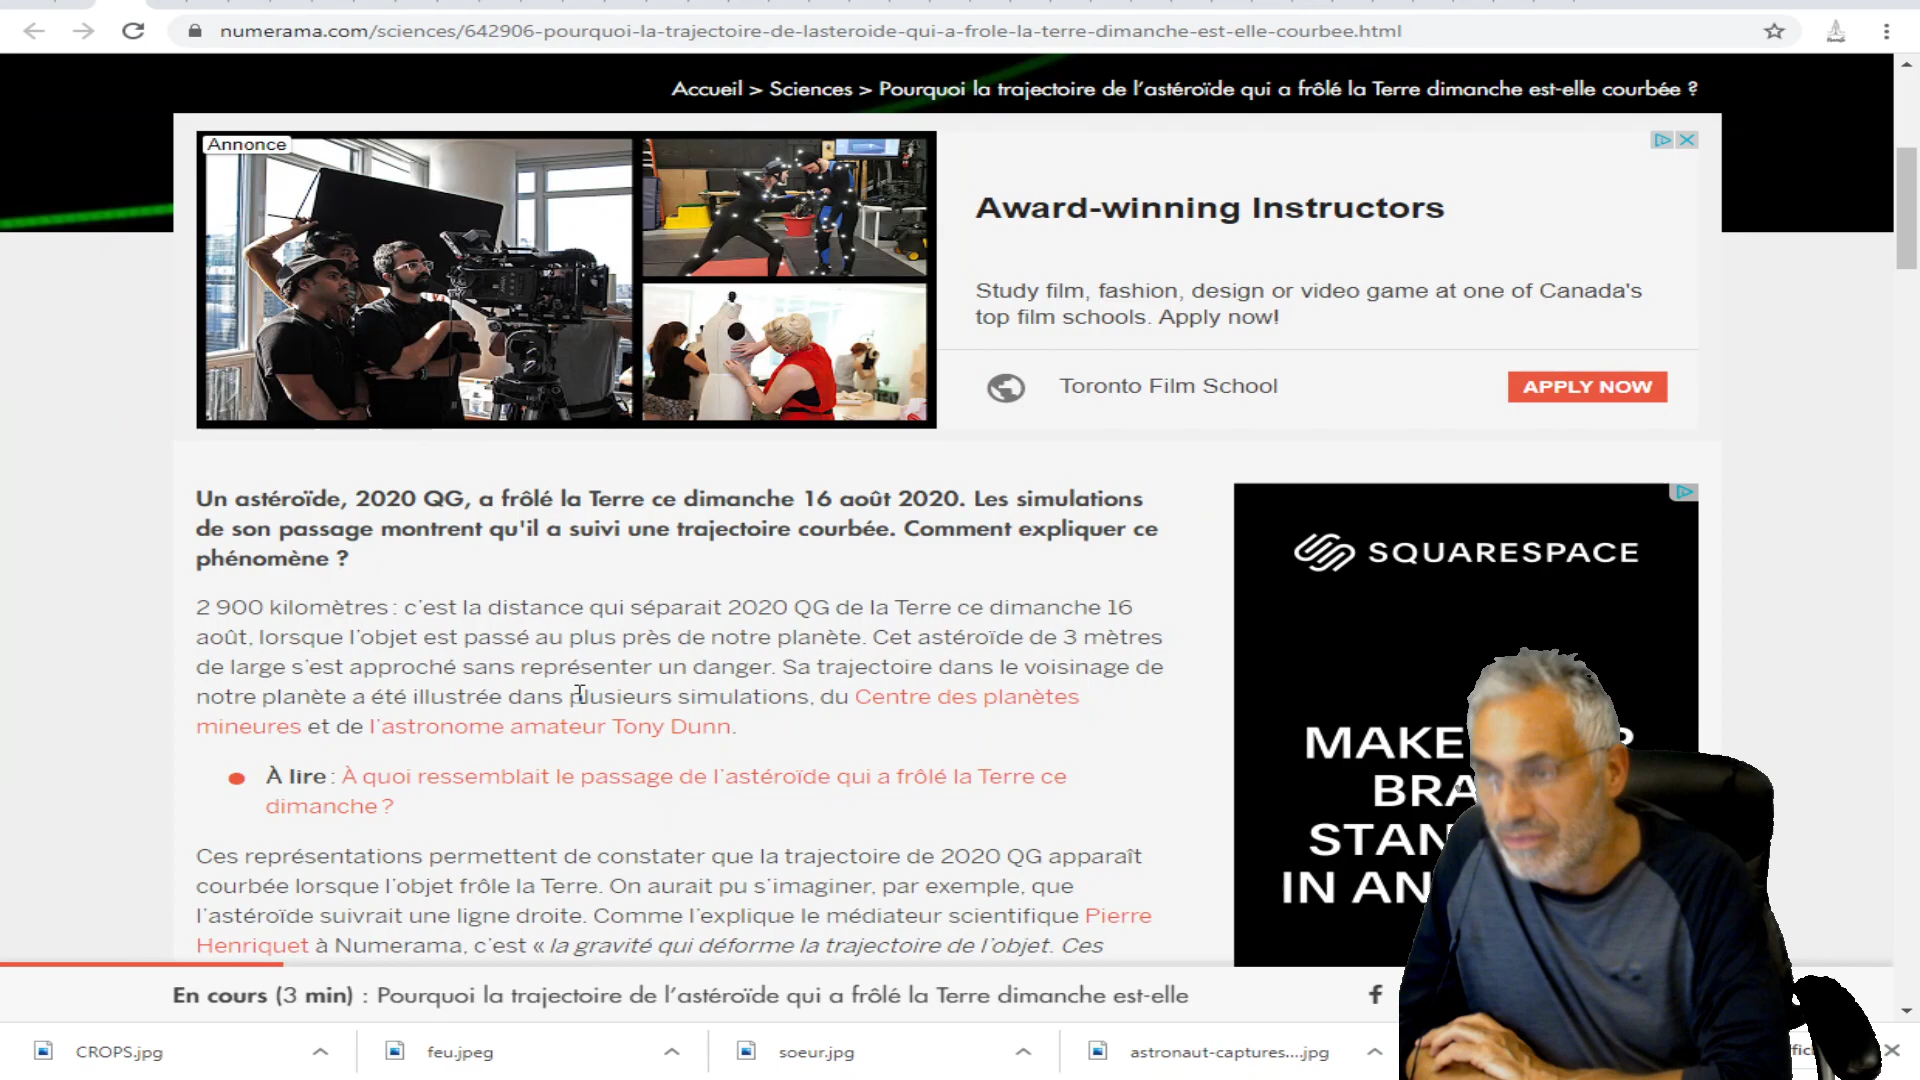 numerama.com/sciences/642906-pourquoi-la-trajectoire-de-lasteroide-qui-a-frole-la-terre-dimanche-est-elle-courbee.html
Accueil > Sciences > Pourquoi la trajectoire de l'astéroïde qui a frôlé la Terre dimanche est-elle courbée ?
Annonce
Award-winning Instructors
Study film, fashion, design or video game at one of Canada's
top film schools. Apply now!
Toronto Film School
APPLY NOW
Un astéroïde, 2020 QG, a frôlé la Terre ce dimanche 16 août 2020. Les simulations
de son passage montrent qu'il a suivi une trajectoire courbée. Comment expliquer ce
phénomène ?
2 900 kilomètres : c'est la distance qui séparait 2020 QG de la Terre ce dimanche 16
août, lorsque l'objet est passé au plus près de notre planète. Cet astéroïde de 3 mètres
de large s'est approché sans représenter un danger. Sa trajectoire dans le voisinage de
notre planète a été illustrée dans plusieurs simulations, du Centre des planètes
mineures et de l'astronome amateur Tony Dunn.
À lire : À quoi ressemblait le passage de l'astéroïde qui a frôlé la Terre ce
dimanche ?
Ces représentations permettent de constater que la trajectoire de 2020 QG apparaît
courbée lorsque l'objet frôle la Terre. On aurait pu s'imaginer, par exemple, que
l'astéroïde suivrait une ligne droite. Comme l'explique le médiateur scientifique Pierre
Henriquet à Numerama, c'est « la gravité qui déforme la trajectoire de l'objet. Ces
SQUARESPACE
MAKE
BRA
STAN
IN AN
En cours (3 min) : Pourquoi la trajectoire de l'astéroïde qui a frôlé la Terre dimanche est-elle
CROPS.jpg
feu.jpeg
soeur.jpg
astronaut-captures....jpg